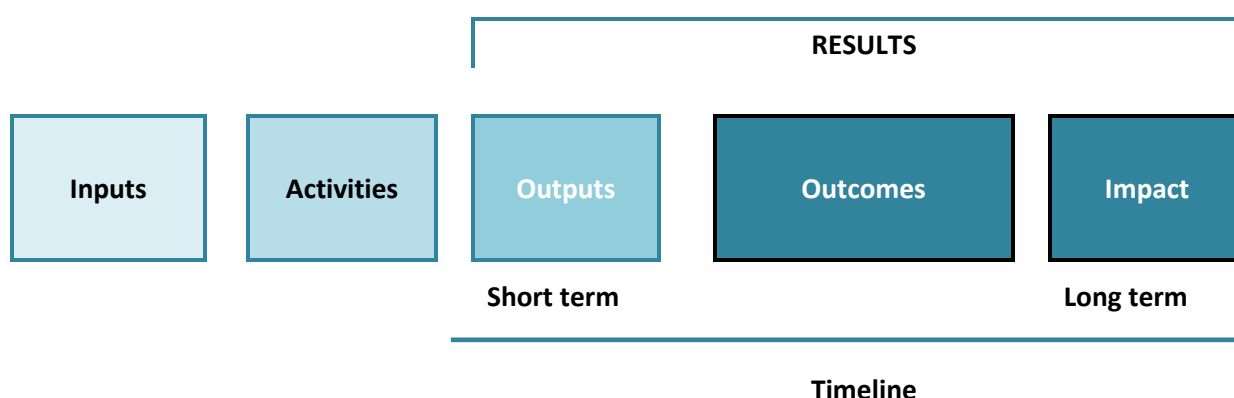 RESULTS
Inputs Activities Outputs Outcomes Impact
Short term Long term
Timeline